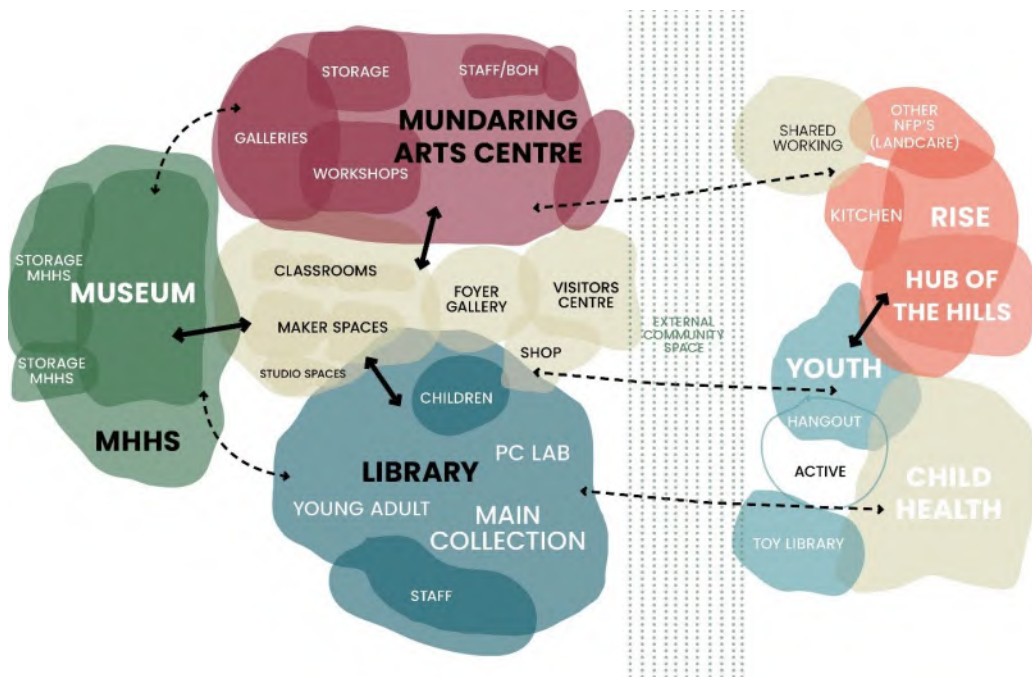 STORAGE
STAFF/BOH
MUNDARING
ARTS CENTRE
GALLERIES
WORKSHOPS
STORAGE
MHHS
MUSEUM
STORAGE
MHHS
MHHS
CLASSROOMS
MAKER SPACES
STUDIO SPACES
FOYER
GALLERY
VISITORS
CENTRE
SHOP
CHILDREN
LIBRARY
PC LAB
YOUNG ADULT
MAIN
COLLECTION
STAFF
EXTERNAL
COMMUNITY
SPACE
SHARED
WORKING
OTHER
NFP'S
(LANDCARE)
KITCHEN
RISE
HUB OF
THE HILLS
YOUTH
HANGOUT
ACTIVE
CHILD
HEALTH
TOY LIBRARY